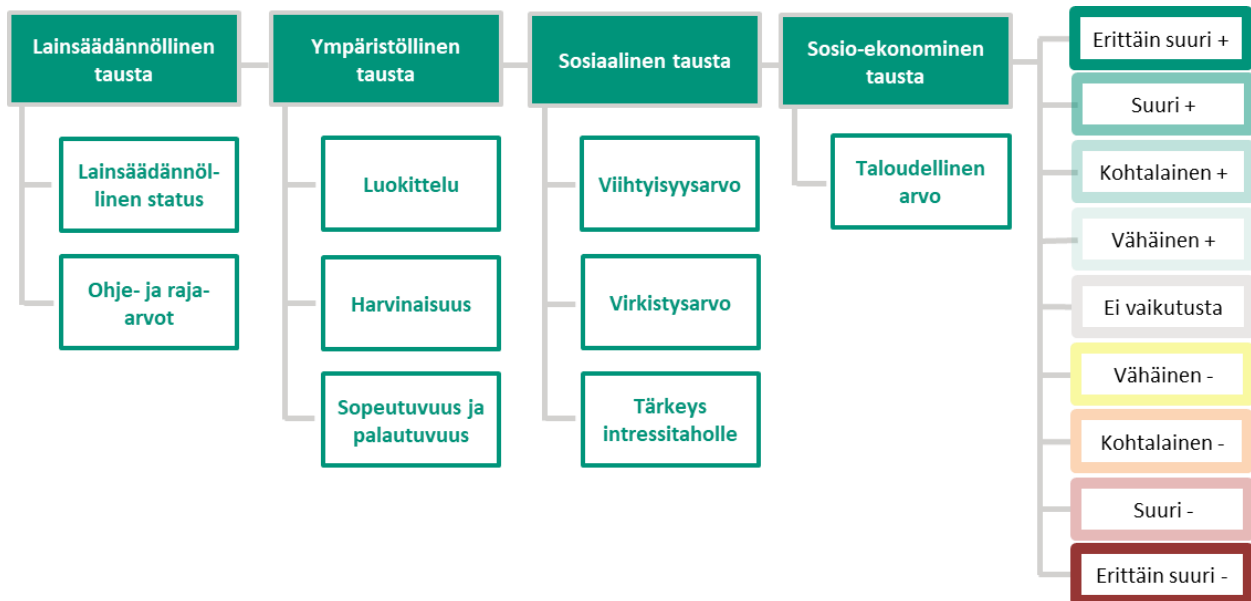 Lainsäädännöllinen
tausta
Lainsäädännöl-
linen status
Ohje- ja raja-
arvot
Ympäristöllinen
tausta
Luokittelu
Harvinaisuus
Sopeutuvuus ja
palautuvuus
Sosiaalinen tausta
Viihtyisyysarvo
Virkistysarvo
Tärkeys
intressitaholle
Sosio-ekonominen
tausta
Taloudellinen
arvo
Erittäin suuri +
Suuri +
Kohtalainen +
Vähäinen +
Ei vaikutusta
Vähäinen -
Kohtalainen -
Suuri -
Erittäin suuri -